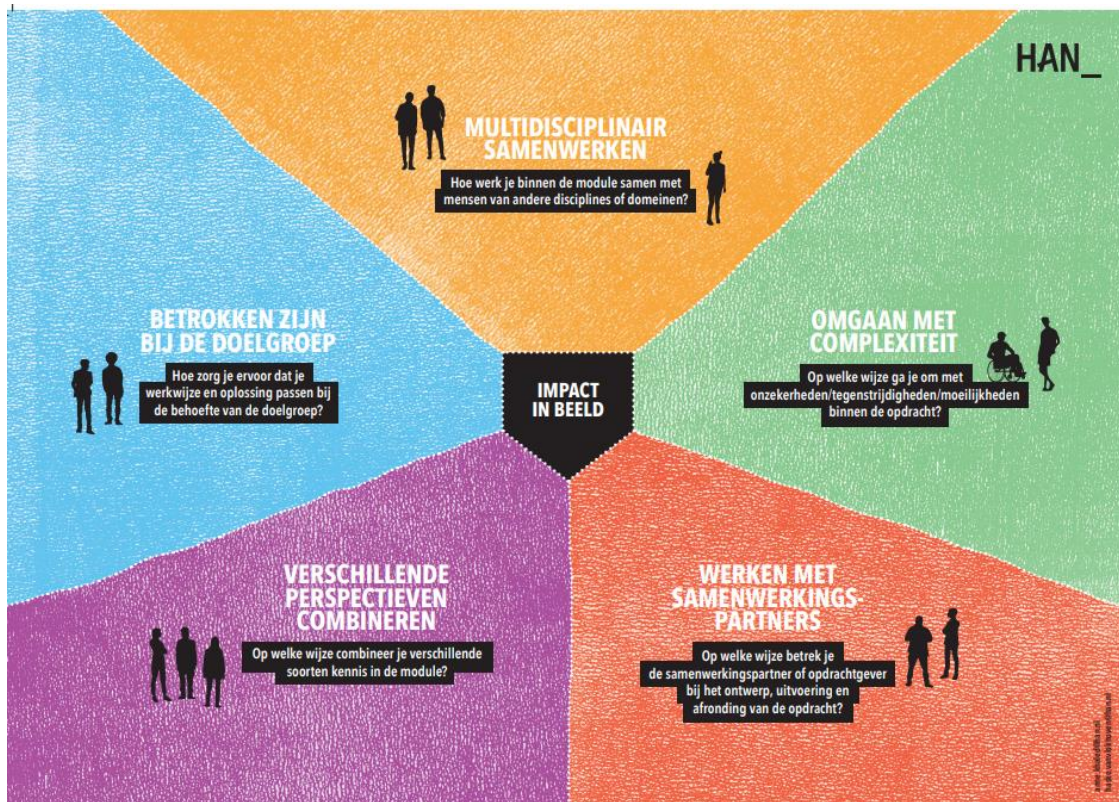 HAN_
MULTIDISCIPLINAIR
SAMENWERKEN
Hoe werk je binnen de module samen met
mensen van andere disciplines of domeinen?
BETROKKEN ZIJN
BIJ DE DOELGROEP
Hoe zorg je ervoor dat je
werkwijze en oplossing passen bij
de behoefte van de doelgroep?
OMGAAN MET
COMPLEXITEIT
Op welke wijze ga je om met
onzekerheden/tegenstrijdigheden/moeilijkheden
binnen de opdracht?
IMPACT
IN BEELD
VERSCHILLENDE
PERSPECTIEVEN
COMBINEREN
Op welke wijze combineer je verschillende
soorten kennis in de module?
WERKEN MET
SAMENWERKINGS-
PARTNERS
Op welke wijze betrek je
de samenwerkingspartner of opdrachtgever
bij het ontwerp, uitvoering en
afronding van de opdracht?